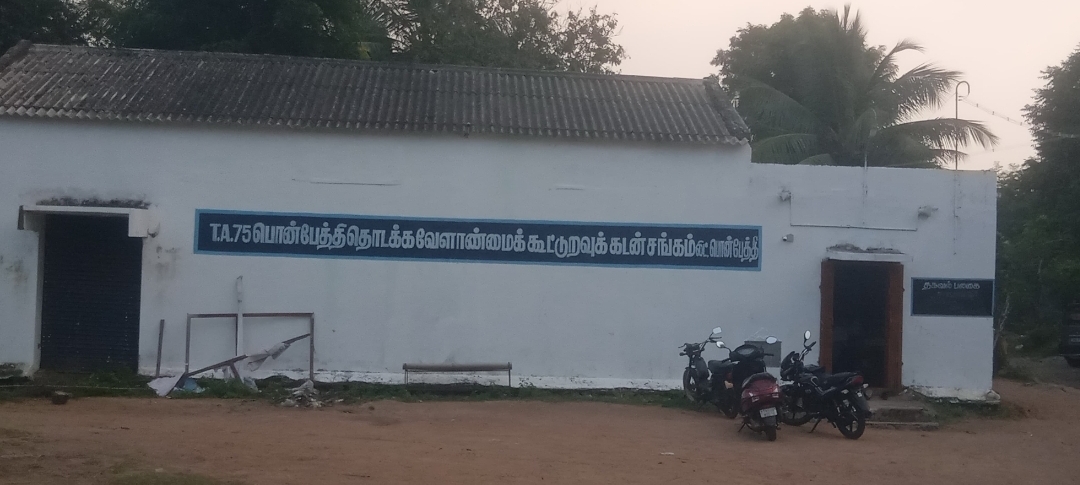 T.A.75 பொன்பேத்தி தொடக்க வேளாண்மைக் கூட்டுறவுக் கடன் சங்கம் லிட் பொன்பேத்தி
தகவல் பலகை